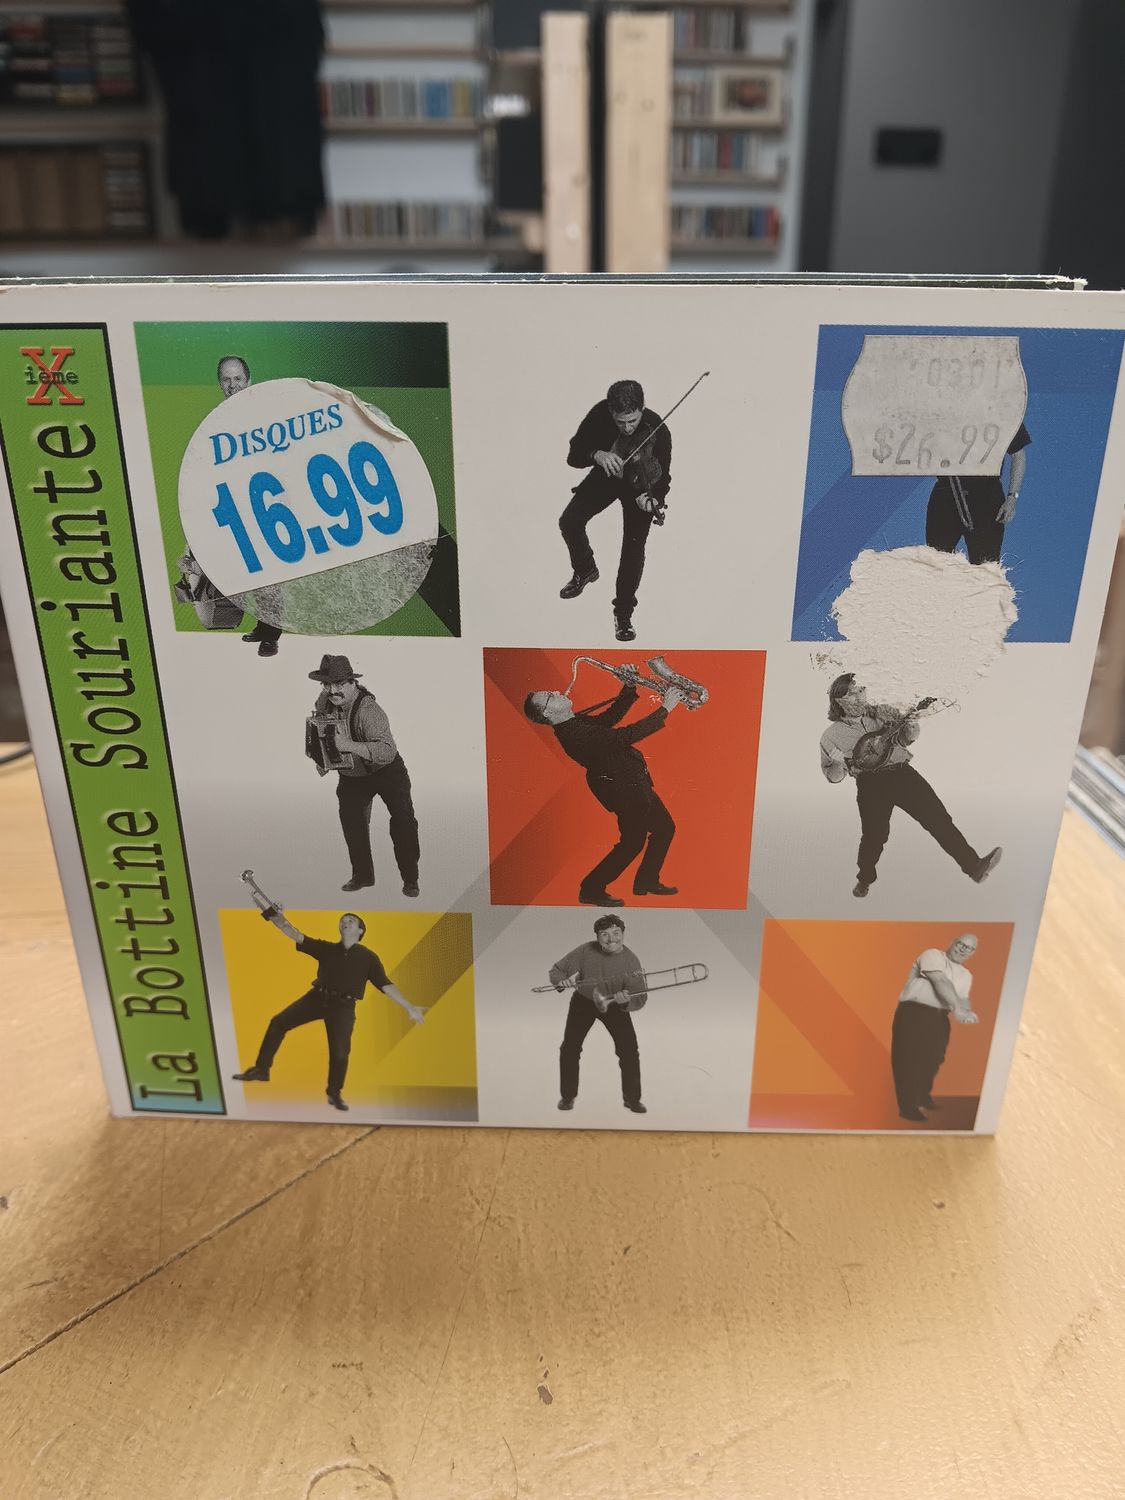 La Bottine Souriante
X
ième
DISQUES
16.99
0301
$26.99